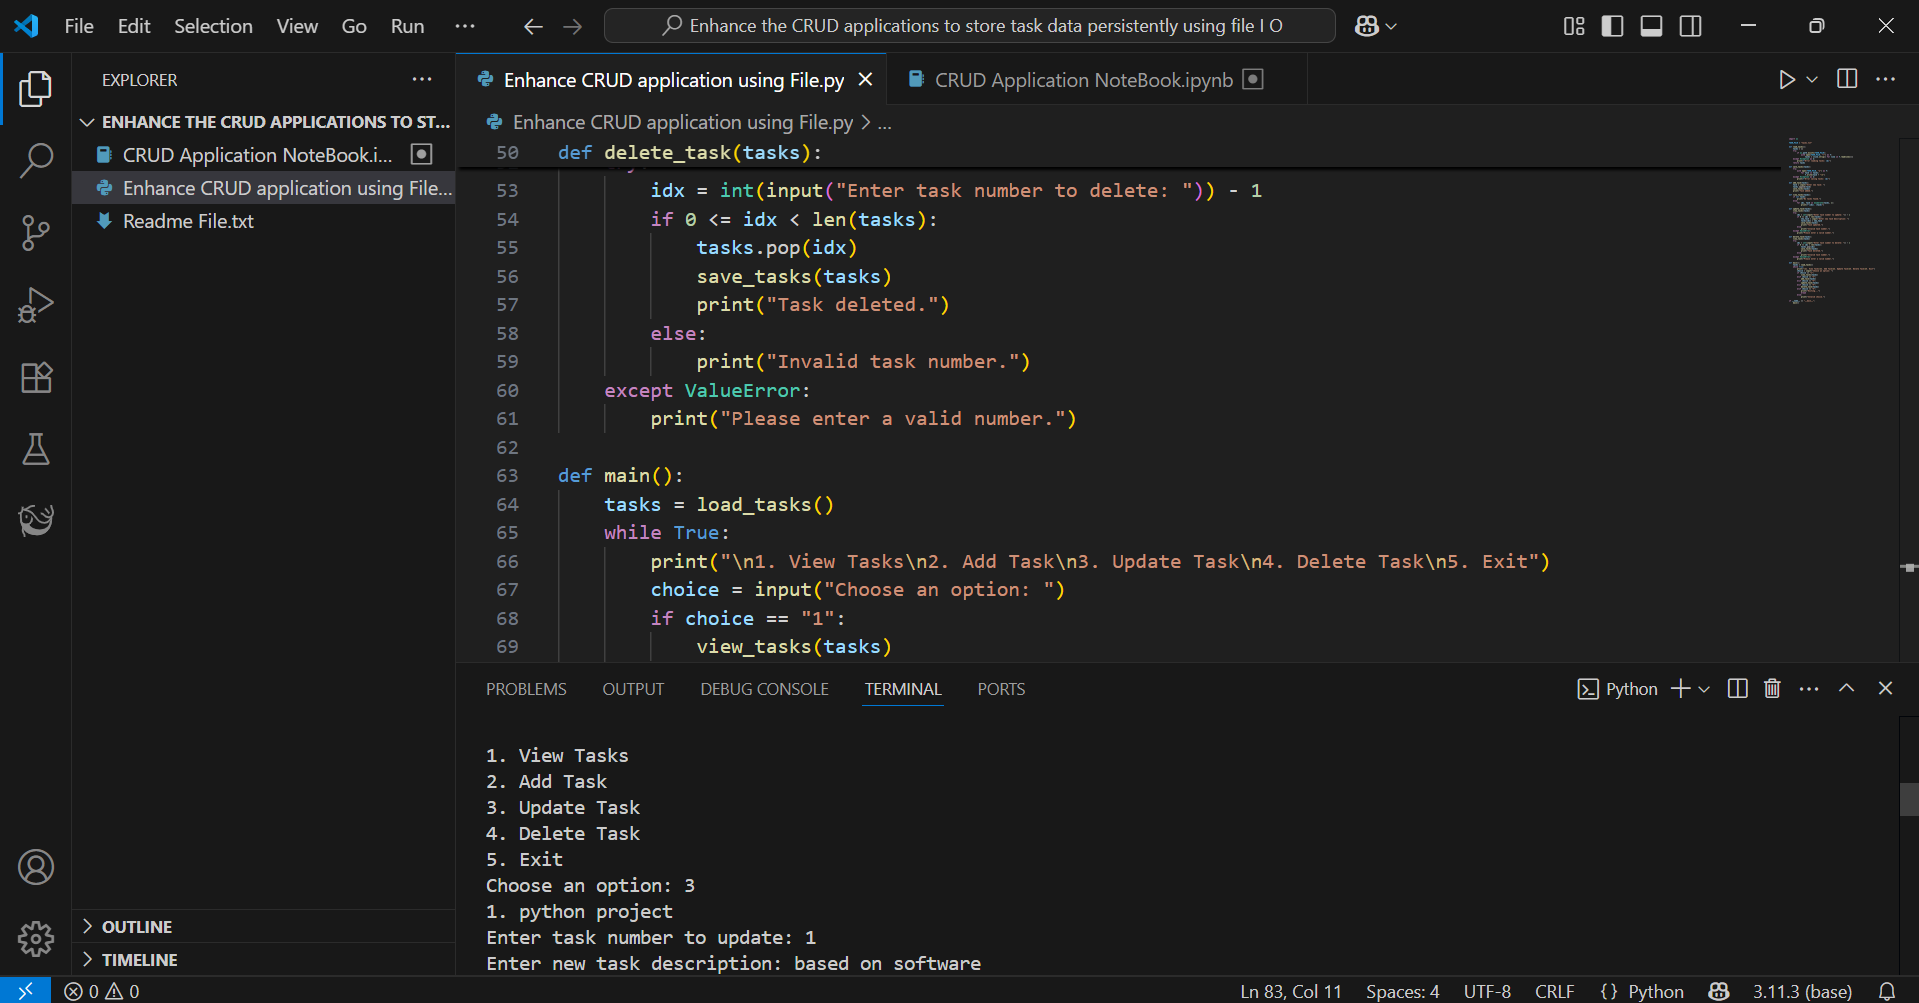 File Edit Selection View Go Run ··· Enhance the CRUD applications to store task data persistently using file I O
EXPLORER ···
ENHANCE THE CRUD APPLICATIONS TO ST...
CRUD Application NoteBook.i...
Enhance CRUD application using File...
Readme File.txt
OUTLINE
TIMELINE
Enhance CRUD application using File.py CRUD Application NoteBook.ipynb ···
Enhance CRUD application using File.py > ...
50 def delete_task(tasks):
53 idx = int(input("Enter task number to delete: ")) - 1
54 if 0 <= idx < len(tasks):
55 tasks.pop(idx)
56 save_tasks(tasks)
57 print("Task deleted.")
58 else:
59 print("Invalid task number.")
60 except ValueError:
61 print("Please enter a valid number.")
62
63 def main():
64 tasks = load_tasks()
65 while True:
66 print("\n1. View Tasks\n2. Add Task\n3. Update Task\n4. Delete Task\n5. Exit")
67 choice = input("Choose an option: ")
68 if choice == "1":
69 view_tasks(tasks)
PROBLEMS OUTPUT DEBUG CONSOLE TERMINAL PORTS Python ···
1. View Tasks
2. Add Task
3. Update Task
4. Delete Task
5. Exit
Choose an option: 3
1. python project
Enter task number to update: 1
Enter new task description: based on software
0 0 Ln 83, Col 11 Spaces: 4 UTF-8 CRLF {} Python 3.11.3 (base)